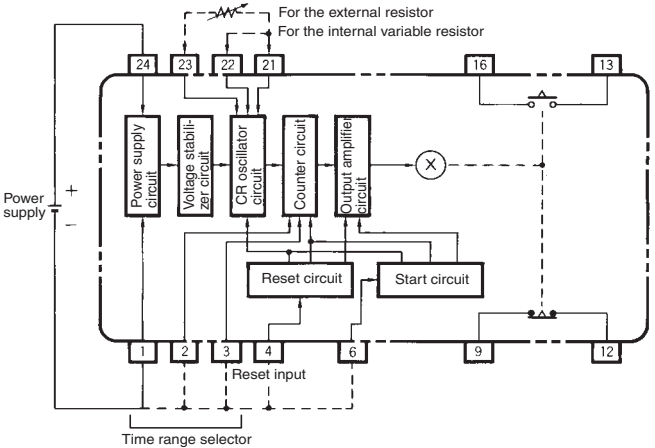 For the external resistor
For the internal variable resistor
24
23
22
21
16
13
Power supply
circuit
Voltage stabili-
zer circuit
CR oscillator
circuit
Counter circuit
Output amplifier
circuit
X
Power
supply
+
−
Reset circuit
Start circuit
1
2
3
4
6
9
12
Reset input
Time range selector